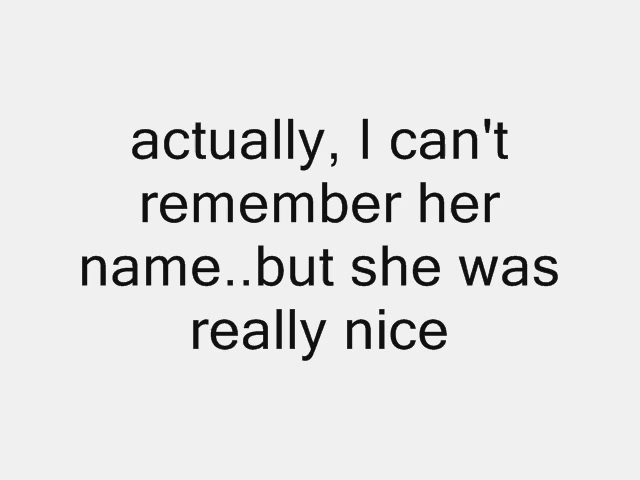 actually, I can't
remember her
name..but she was
really nice